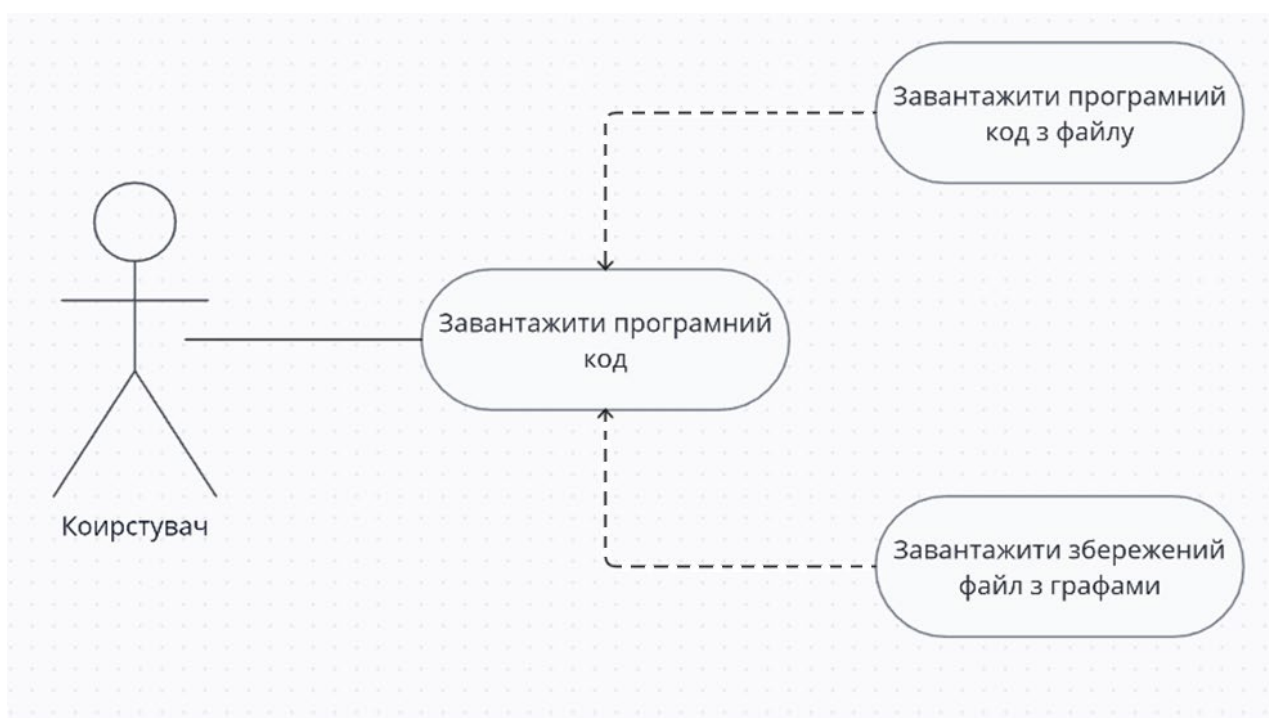 Завантажити програмний
код з файлу
Завантажити програмний
код
Коирстувач
Завантажити збережений
файл з графами